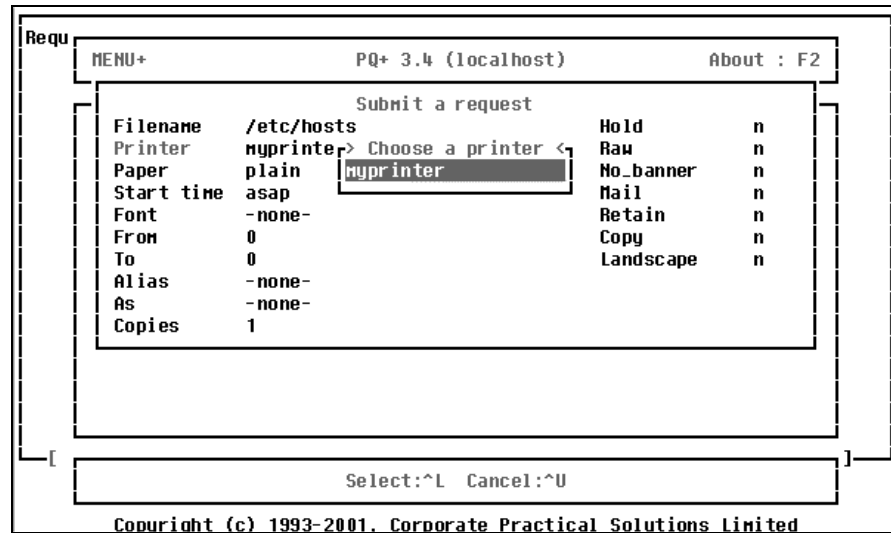 Requ
MENU+ PQ+ 3.4 (localhost) About : F2
Submit a request
Filename /etc/hosts Hold n
Printer myprinter > Choose a printer < Raw n
Paper plain myprinter No_banner n
Start time asap Mail n
Font -none- Retain n
From 0 Copy n
To 0 Landscape n
Alias -none-
As -none-
Copies 1
[ ]
Select:^L Cancel:^U
Copyright (c) 1993-2001, Corporate Practical Solutions Limited